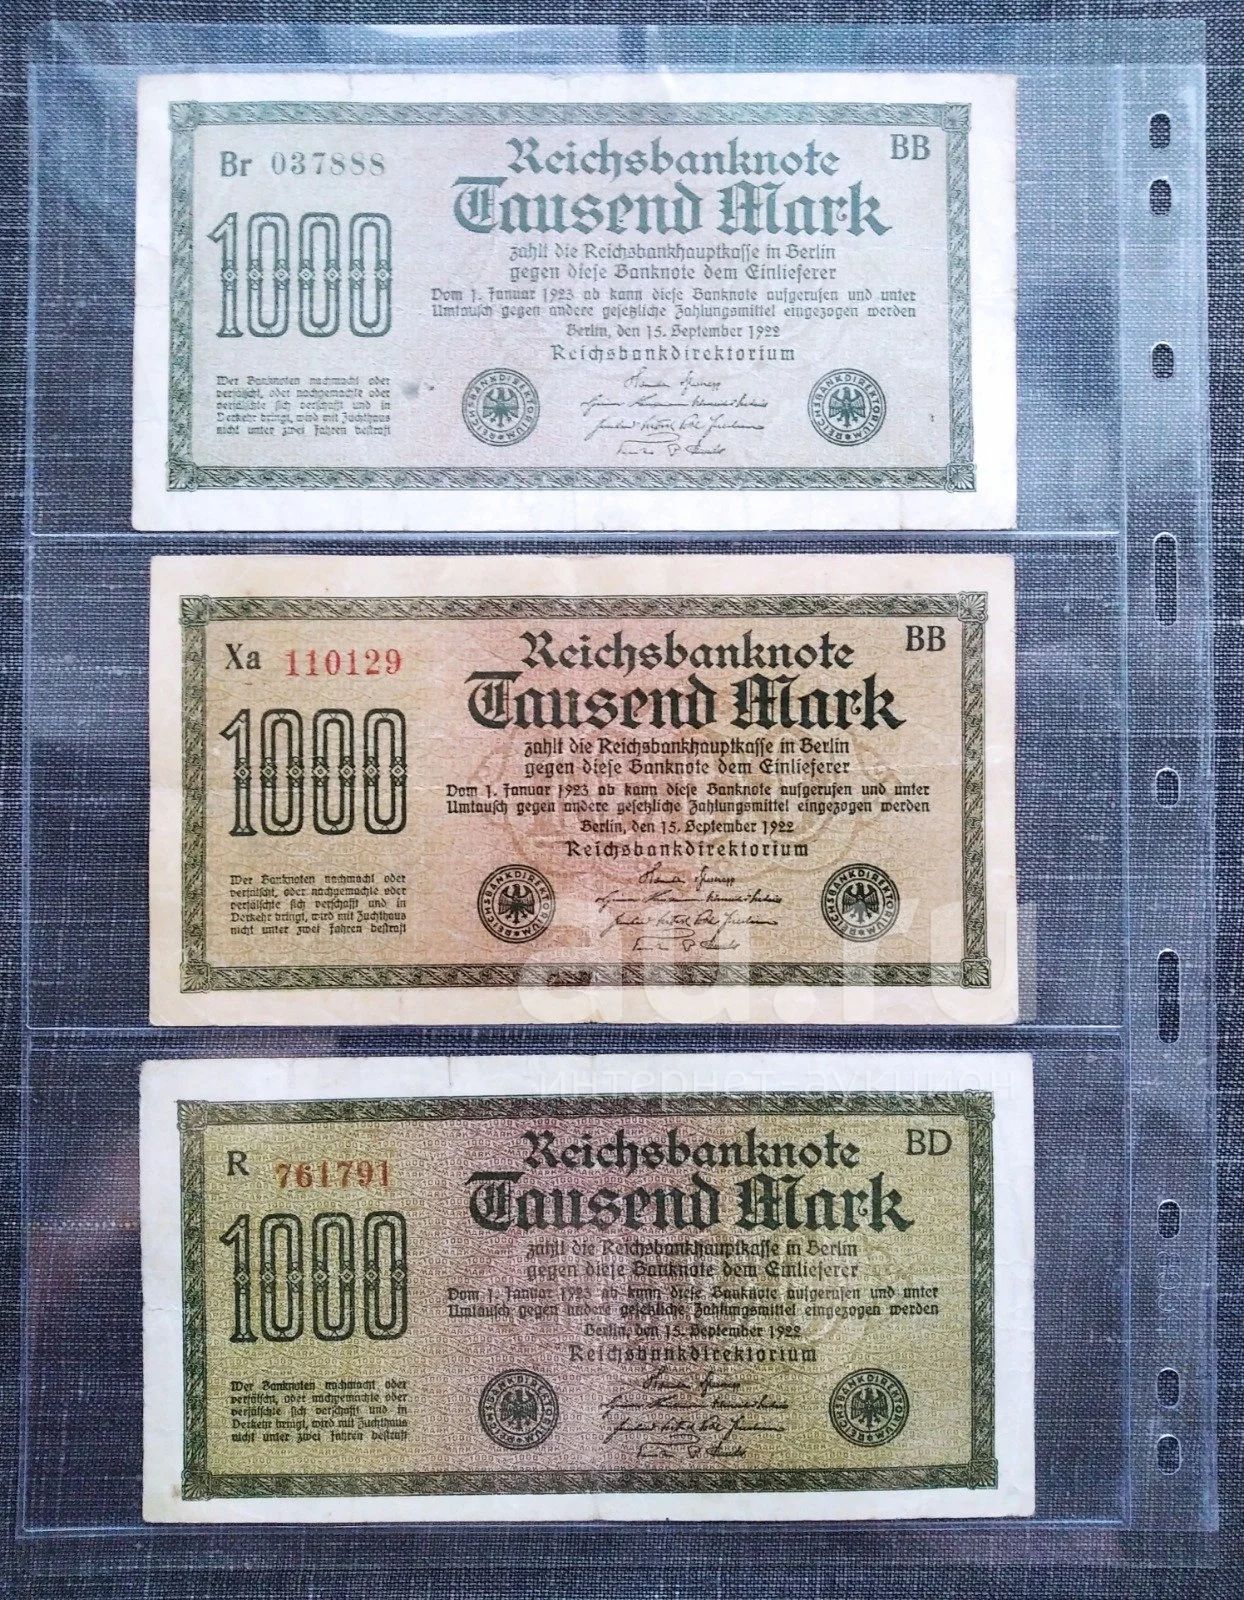 Br 037888
BB
Reichsbanknote
Tausend Mark
1000
zahlt die Reichsbankhauptkasse in Berlin
gegen diese Banknote dem Einlieferer
Vom 1. Januar 1923 ab kann diese Banknote aufgerufen und unter
Umtausch gegen andere gesetzliche Zahlungsmittel eingezogen werden
Berlin, den 15. September 1922
Reichsbankdirektorium
Wer Banknoten nachmacht oder
verfälscht, oder nachgemachte oder
verfälschte sich verschafft und in
Verkehr bringt, wird mit Zuchthaus
nicht unter zwei Jahren bestraft
REICHSBANKDIREKTORIUM
REICHSBANKDIREKTORIUM
Xa 110129
BB
Reichsbanknote
Tausend Mark
1000
zahlt die Reichsbankhauptkasse in Berlin
gegen diese Banknote dem Einlieferer
Vom 1. Januar 1923 ab kann diese Banknote aufgerufen und unter
Umtausch gegen andere gesetzliche Zahlungsmittel eingezogen werden
Berlin, den 15. September 1922
Reichsbankdirektorium
Wer Banknoten nachmacht oder
verfälscht, oder nachgemachte oder
verfälschte sich verschafft und in
Verkehr bringt, wird mit Zuchthaus
nicht unter zwei Jahren bestraft
REICHSBANKDIREKTORIUM
REICHSBANKDIREKTORIUM
au.ru
интернет-аукцион
R 761791
BD
Reichsbanknote
Tausend Mark
1000
zahlt die Reichsbankhauptkasse in Berlin
gegen diese Banknote dem Einlieferer
Vom 1. Januar 1923 ab kann diese Banknote aufgerufen und unter
Umtausch gegen andere gesetzliche Zahlungsmittel eingezogen werden
Berlin, den 15. September 1922
Reichsbankdirektorium
Wer Banknoten nachmacht oder
verfälscht, oder nachgemachte oder
verfälschte sich verschafft und in
Verkehr bringt, wird mit Zuchthaus
nicht unter zwei Jahren bestraft
REICHSBANKDIREKTORIUM
REICHSBANKDIREKTORIUM